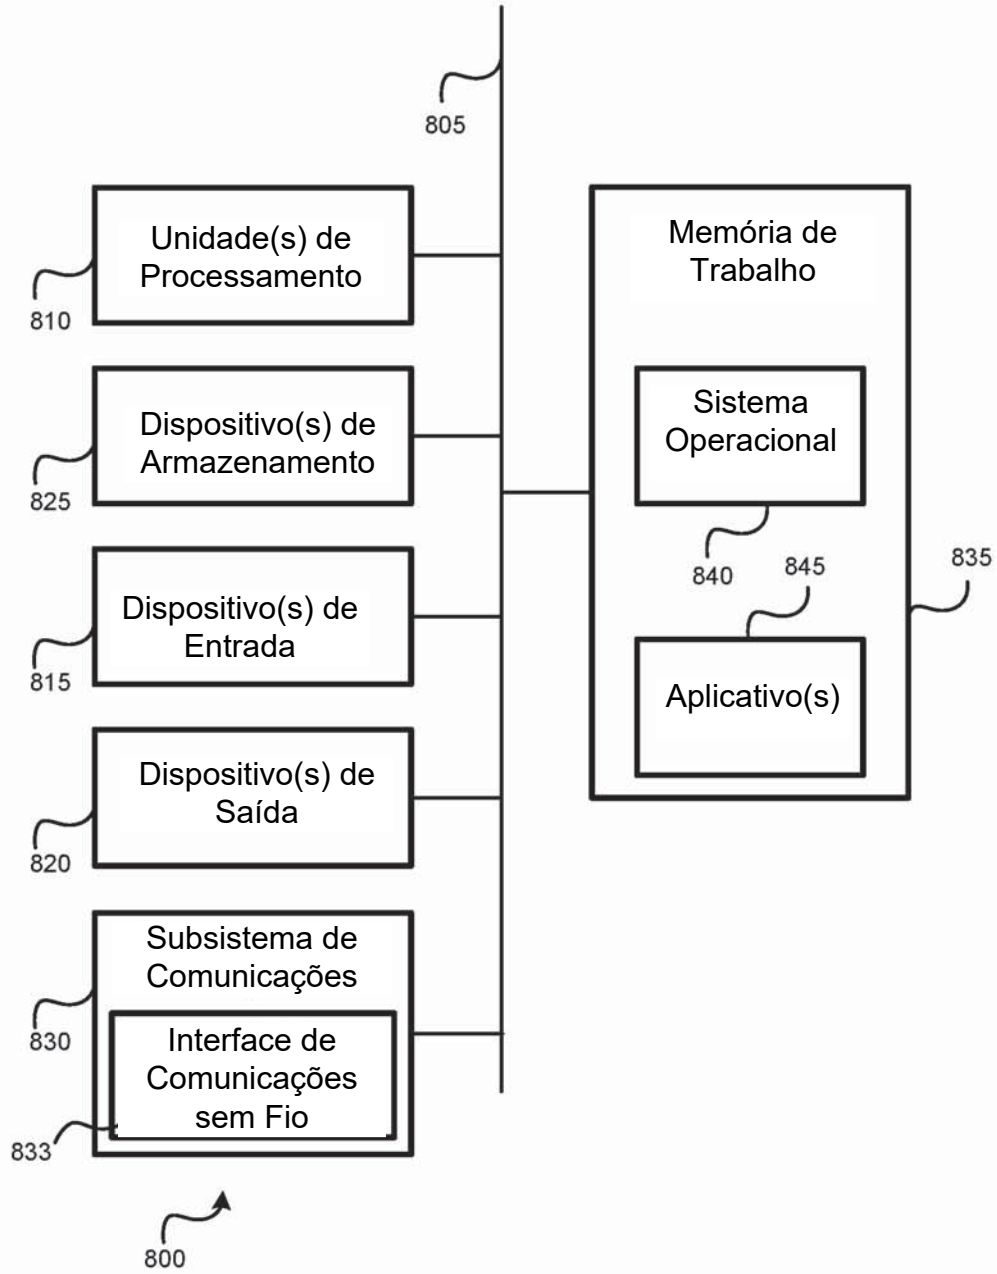 805
Unidade(s) de
Processamento
810
Dispositivo(s) de
Armazenamento
825
Dispositivo(s) de
Entrada
815
Dispositivo(s) de
Saída
820
Subsistema de
Comunicações
830
Interface de
Comunicações
sem Fio
833
800
Memória de
Trabalho
Sistema
Operacional
840
845
835
Aplicativo(s)